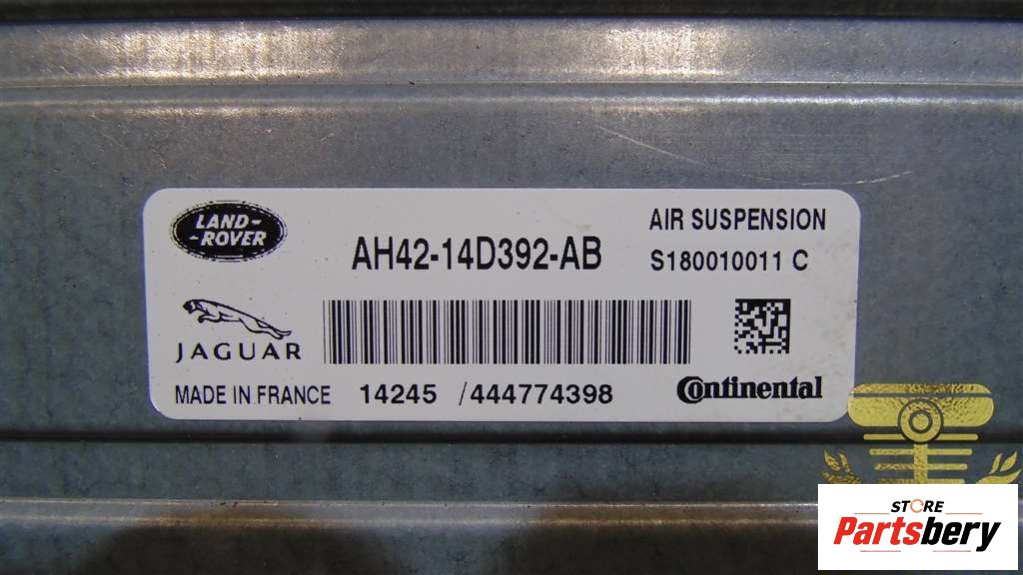 LAND-
-ROVER
AH42-14D392-AB
AIR SUSPENSION
S180010011 C
JAGUAR
MADE IN FRANCE 14245 /444774398
Continental
STORE
Partsbery